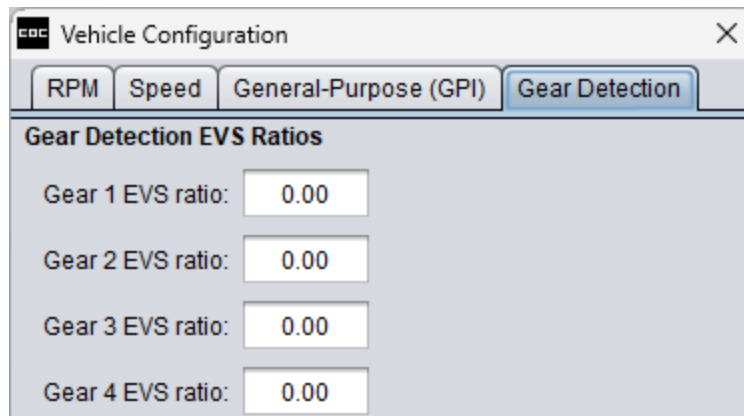 COC Vehicle Configuration
RPM Speed General-Purpose (GPI) Gear Detection
Gear Detection EVS Ratios
Gear 1 EVS ratio: 0.00
Gear 2 EVS ratio: 0.00
Gear 3 EVS ratio: 0.00
Gear 4 EVS ratio: 0.00